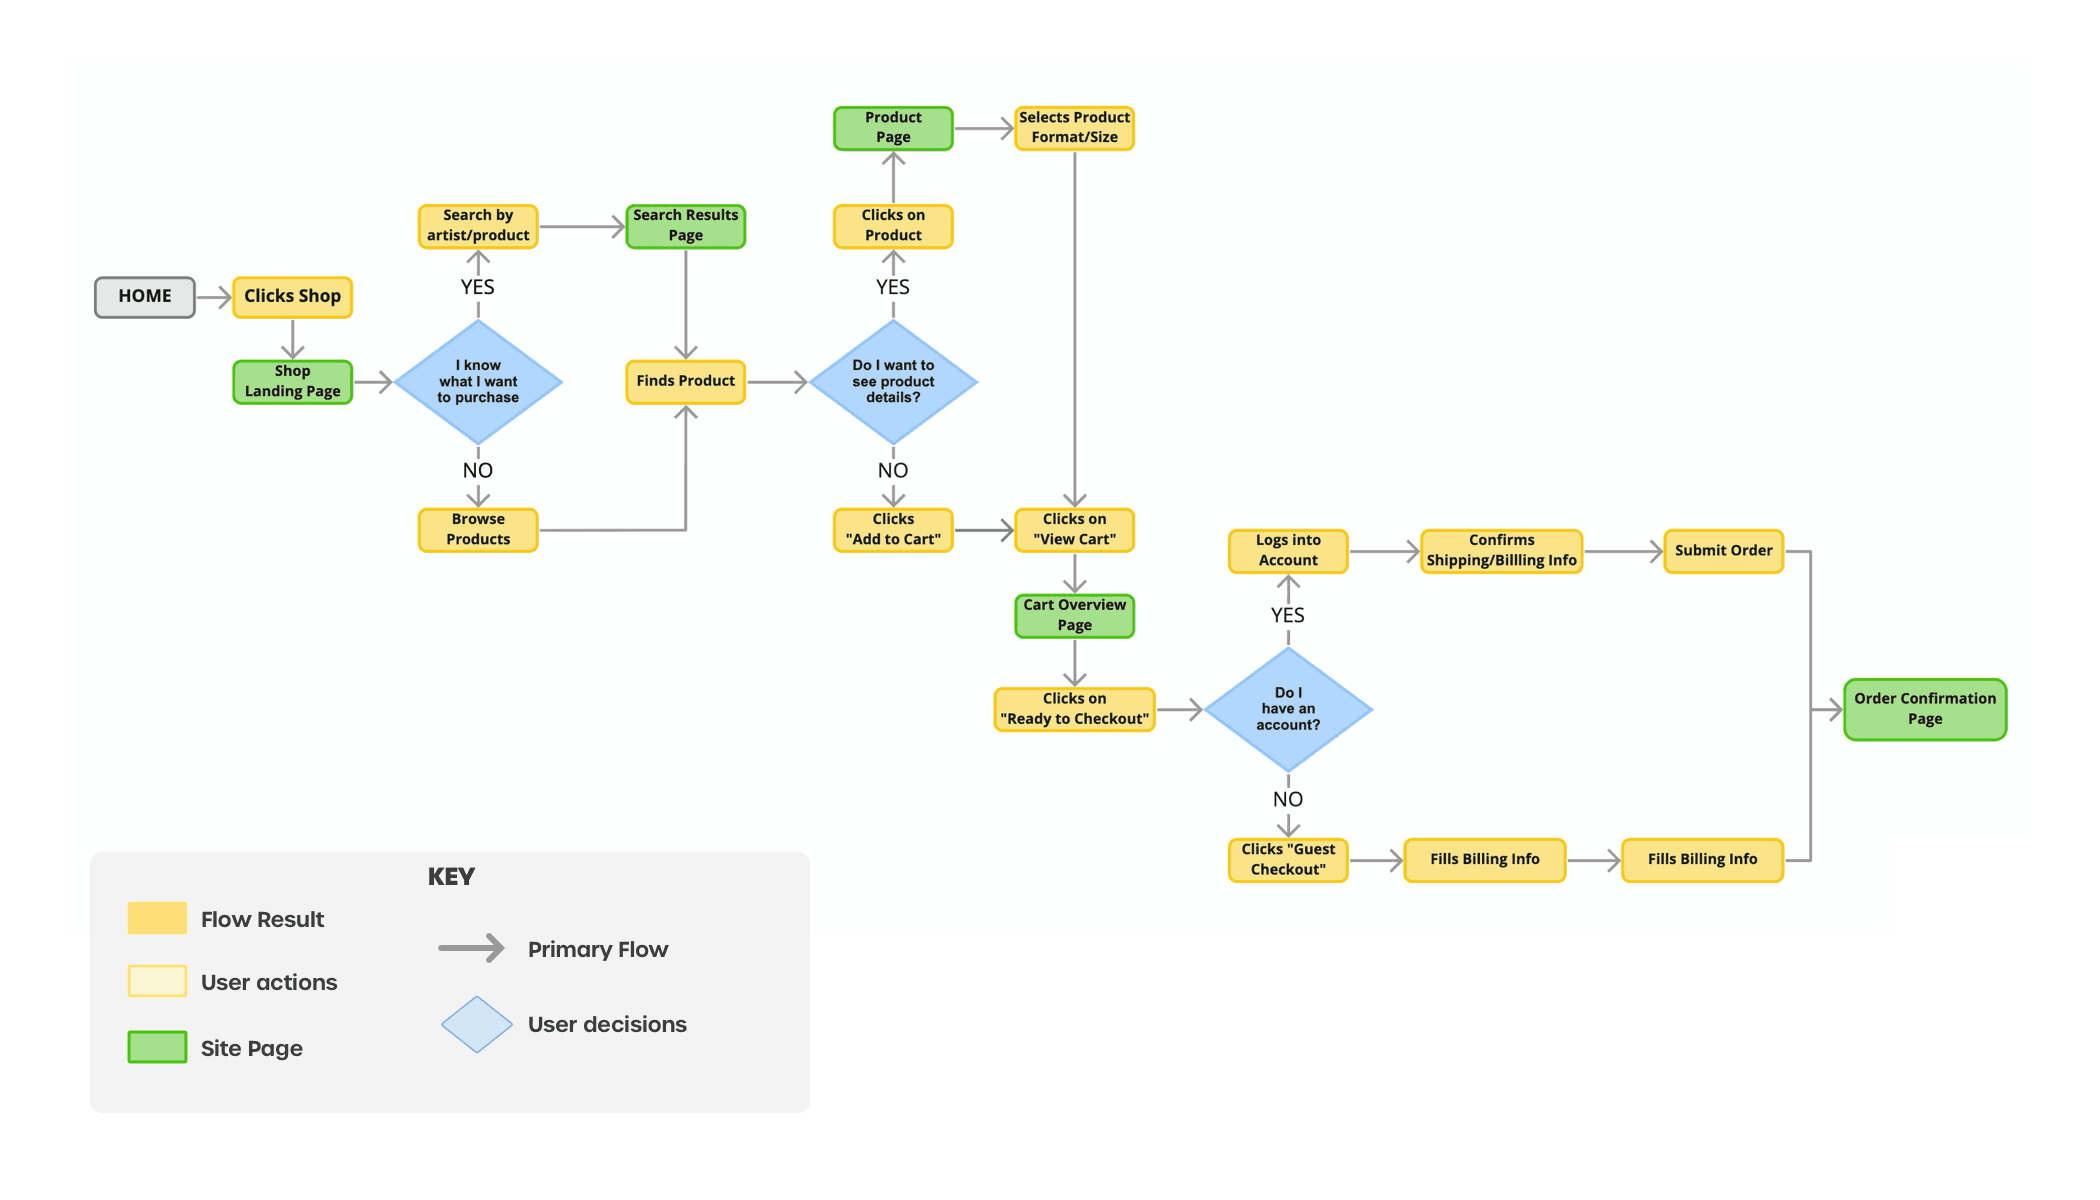 Product
Page
Selects Product
Format/Size
Search by
artist/product
Search Results
Page
Clicks on
Product
YES
YES
HOME
Clicks Shop
Shop
Landing Page
I know
what I want
to purchase
Finds Product
Do I want to
see product
details?
NO
NO
Browse
Products
Clicks
"Add to Cart"
Clicks on
"View Cart"
Logs into
Account
Confirms
Shipping/Billling Info
Submit Order
Cart Overview
Page
YES
Clicks on
"Ready to Checkout"
Do I
have an
account?
Order Confirmation
Page
NO
Clicks "Guest
Checkout"
Fills Billing Info
Fills Billing Info
KEY
Flow Result
User actions
Site Page
Primary Flow
User decisions